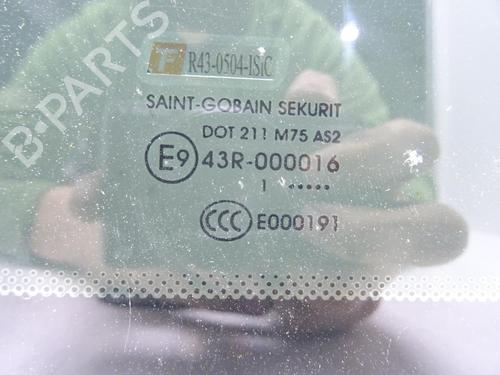 B-PARTS
R43-0504-ISiC
SAINT-GOBAIN SEKURIT
DOT 211 M75 AS2
E9 43R-000016
1 •••••
CCC E000191